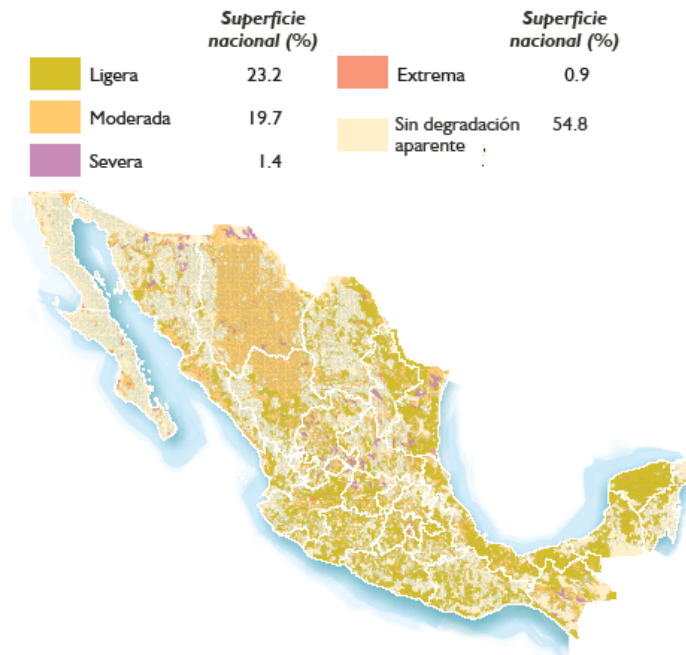 Superficie
nacional (%)
Ligera 23.2
Moderada 19.7
Severa 1.4
Superficie
nacional (%)
Extrema 0.9
Sin degradación 54.8
aparente